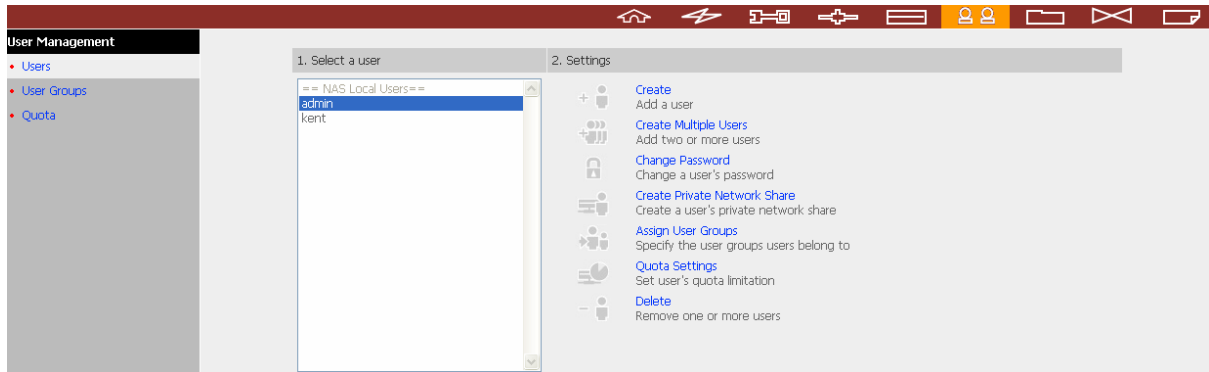 User Management
Users
User Groups
Quota
1. Select a user
== NAS Local Users==
admin
kent
2. Settings
Create
Add a user
Create Multiple Users
Add two or more users
Change Password
Change a user's password
Create Private Network Share
Create a user's private network share
Assign User Groups
Specify the user groups users belong to
Quota Settings
Set user's quota limitation
Delete
Remove one or more users